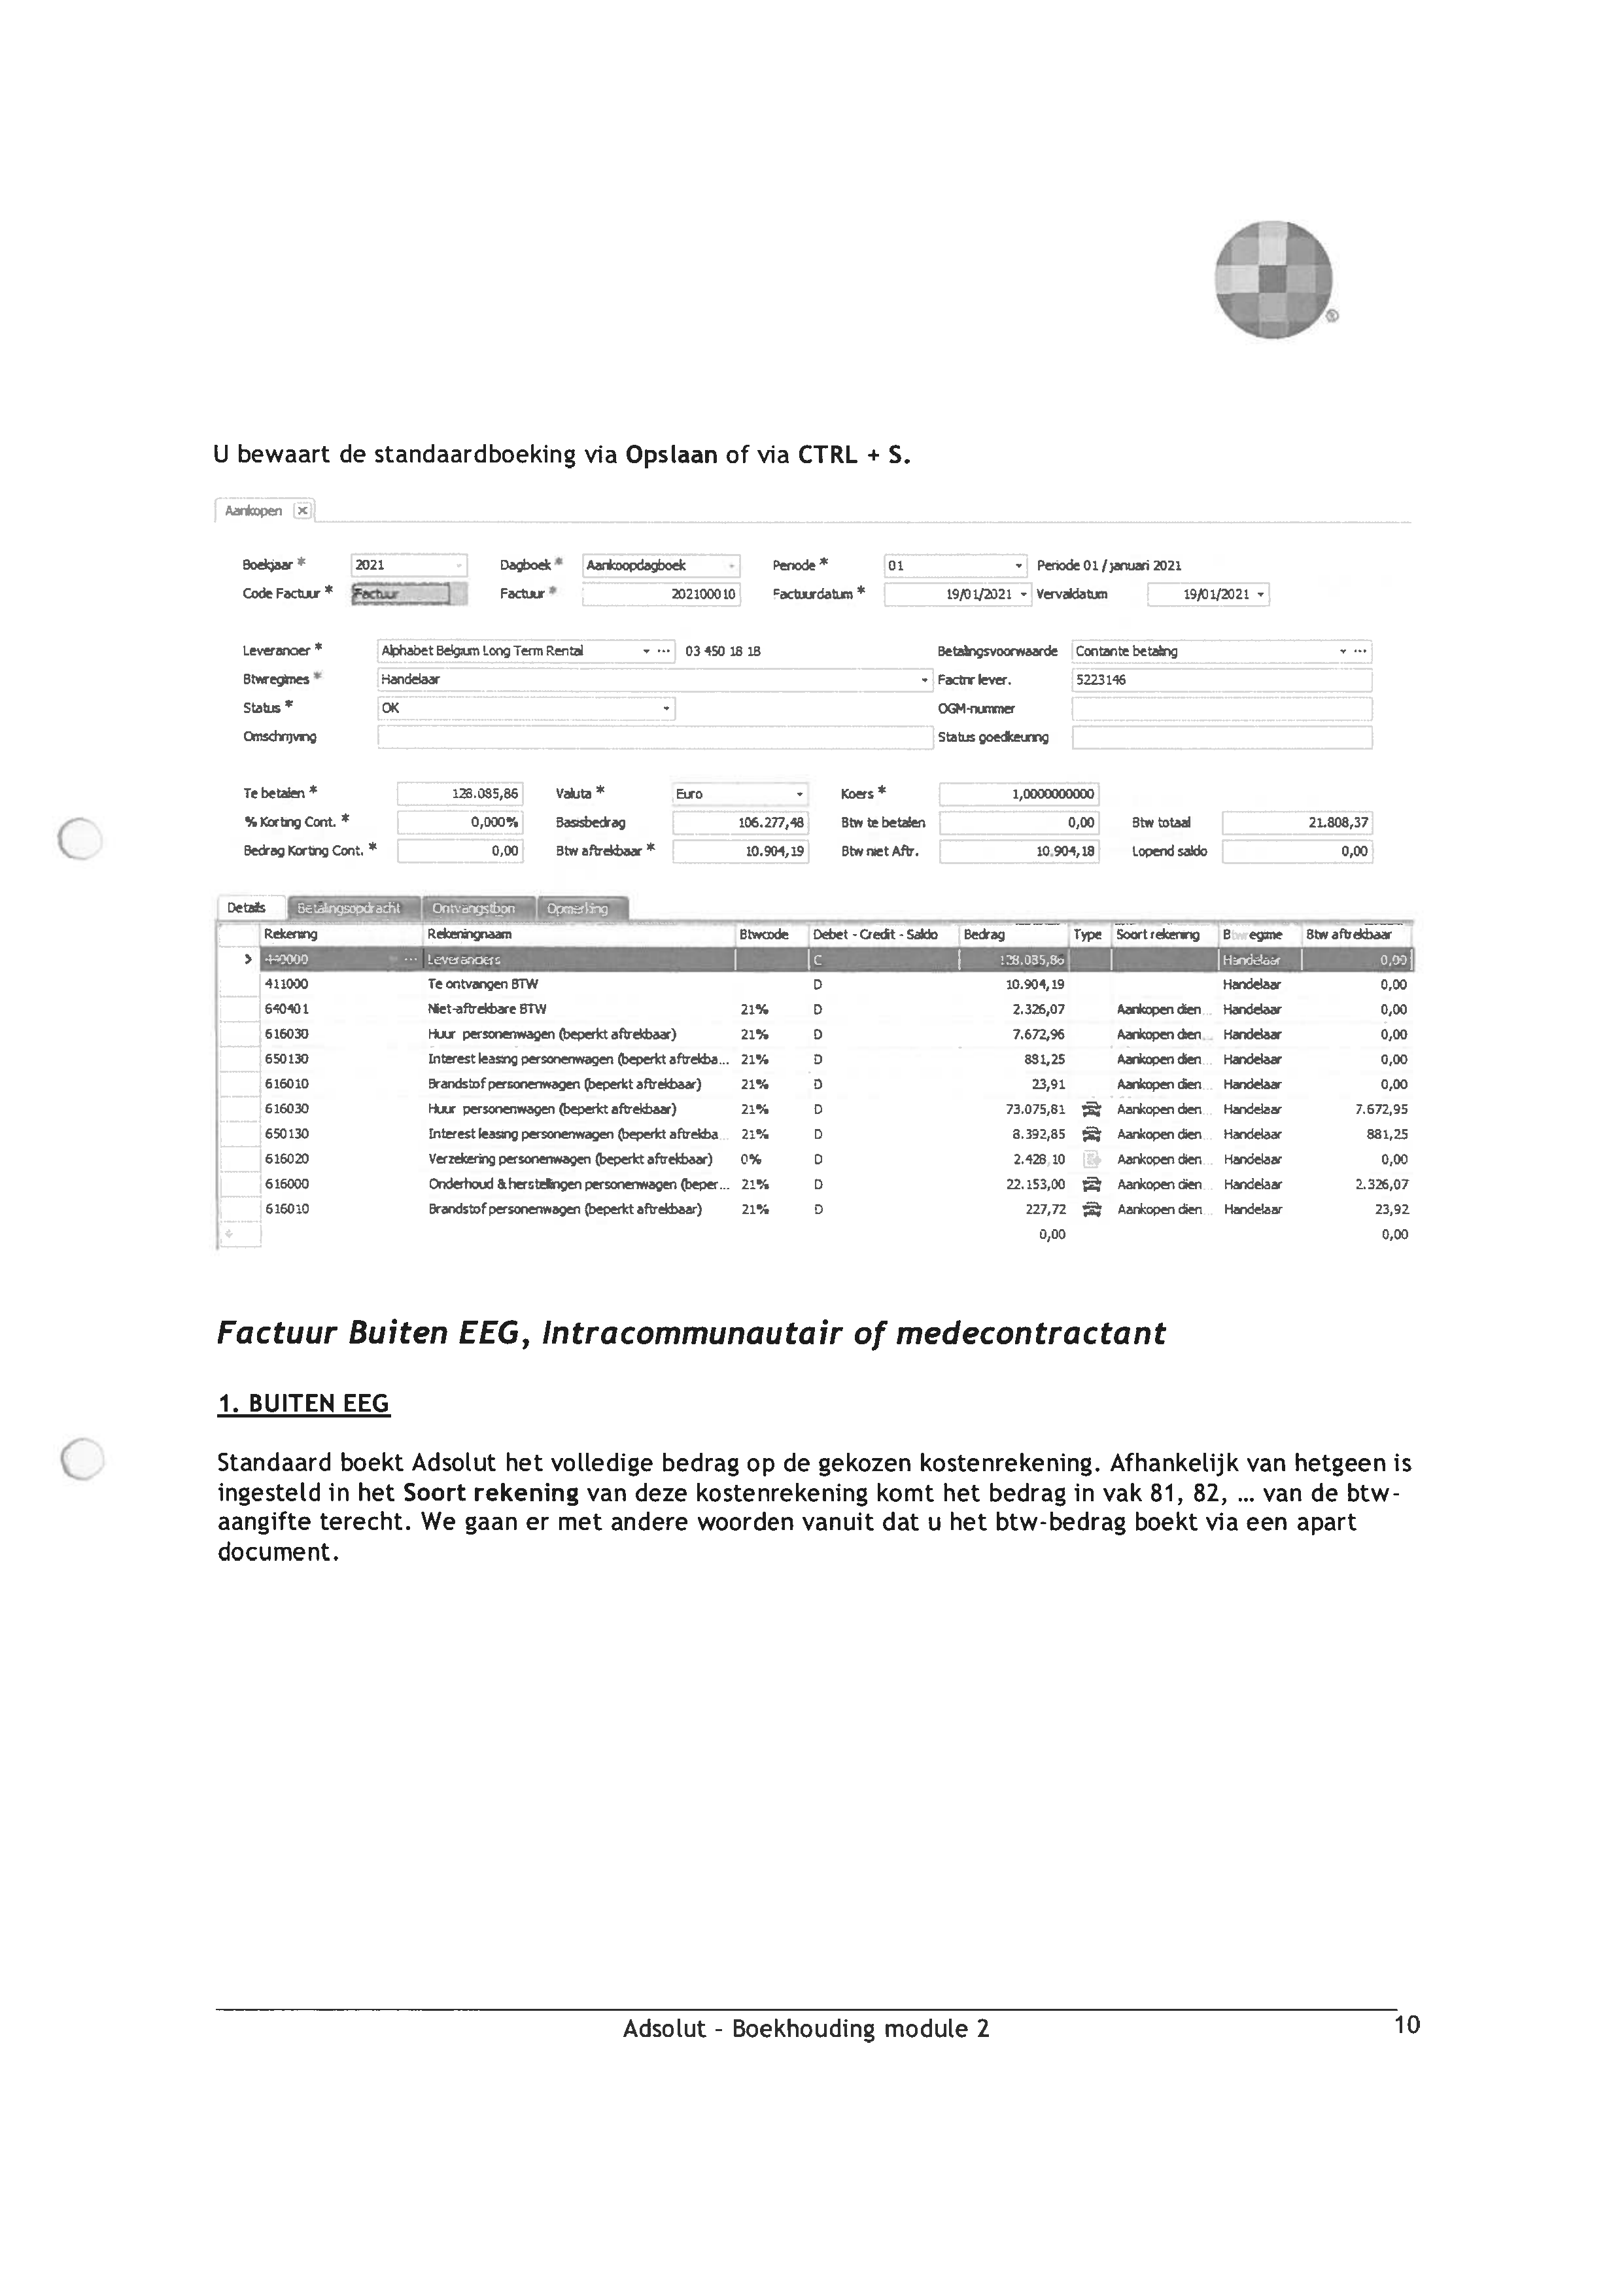 U bewaart de standaardboeking via Opslaan of via CTRL + S.
Aankopen
Boekjaar * 2021 Dagboek * Aankoopdagboek Periode * 01 Periode 01 / januari 2021
Code Factuur * Factuur Factuur * 202100010 Factuurdatum * 19/01/2021 Vervaldatum 19/01/2021
Leverancier * Alphabet Belgium Long Term Rental ... 03 450 18 18 Betalingsvoorwaarde Contante betaling ...
Btwregimes * Handelaar Factnr lever. 5223146
Status * OK OGM-nummer
Omschrijving Status goedkeuring
Te betalen * 128.085,86 Valuta * Euro Koers * 1,0000000000
% Korting Cont. * 0,000% Basisbedrag 106.277,48 Btw te betalen 0,00 Btw totaal 21.808,37
Bedrag Korting Cont. * 0,00 Btw aftrekbaar * 10.904,19 Btw niet Aftr. 10.904,18 Lopend saldo 0,00
Details Betalingsopdracht Ontvangstbon Opmerking
Rekening Rekeningnaam Btwcode Debet - Credit - Saldo Bedrag Type Soort rekening Btwregime Btw aftrekbaar
440000 ... Leveranciers C 128.085,86 Handelaar 0,00
411000 Te ontvangen BTW D 10.904,19 Handelaar 0,00
640401 Niet-aftrekbare BTW 21% D 2.326,07 Aankopen dien... Handelaar 0,00
616030 Huur personenwagen (beperkt aftrekbaar) 21% D 7.672,96 Aankopen dien... Handelaar 0,00
650130 Interest leasing personenwagen (beperkt aftrekba... 21% D 881,25 Aankopen dien... Handelaar 0,00
616010 Brandstof personenwagen (beperkt aftrekbaar) 21% D 23,91 Aankopen dien... Handelaar 0,00
616030 Huur personenwagen (beperkt aftrekbaar) 21% D 73.075,81 Aankopen dien... Handelaar 7.672,95
650130 Interest leasing personenwagen (beperkt aftrekba... 21% D 8.392,85 Aankopen dien... Handelaar 881,25
616020 Verzekering personenwagen (beperkt aftrekbaar) 0% D 2.428,10 Aankopen dien... Handelaar 0,00
616000 Onderhoud & herstellingen personenwagen (beper... 21% D 22.153,00 Aankopen dien... Handelaar 2.326,07
616010 Brandstof personenwagen (beperkt aftrekbaar) 21% D 227,72 Aankopen dien... Handelaar 23,92
0,00 0,00
Factuur Buiten EEG, Intracommunautair of medecontractant
1. BUITEN EEG
Standaard boekt Adsolut het volledige bedrag op de gekozen kostenrekening. Afhankelijk van hetgeen is
ingesteld in het Soort rekening van deze kostenrekening komt het bedrag in vak 81, 82, … van de btw-
aangifte terecht. We gaan er met andere woorden vanuit dat u het btw-bedrag boekt via een apart
document.
Adsolut - Boekhouding module 2 10